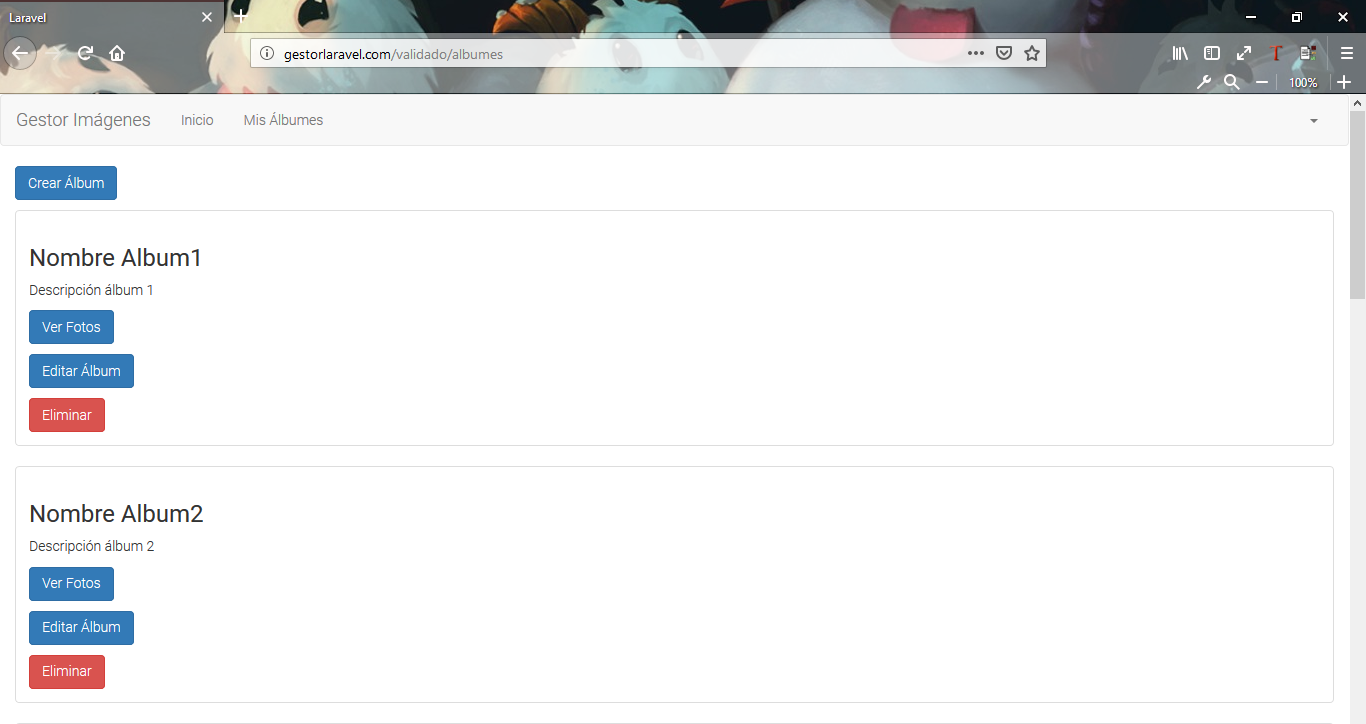 Laravel
gestorlaravel.com/validado/albumes
100%
Gestor Imágenes Inicio Mis Álbumes
Crear Álbum
Nombre Album1
Descripción álbum 1
Ver Fotos
Editar Álbum
Eliminar
Nombre Album2
Descripción álbum 2
Ver Fotos
Editar Álbum
Eliminar